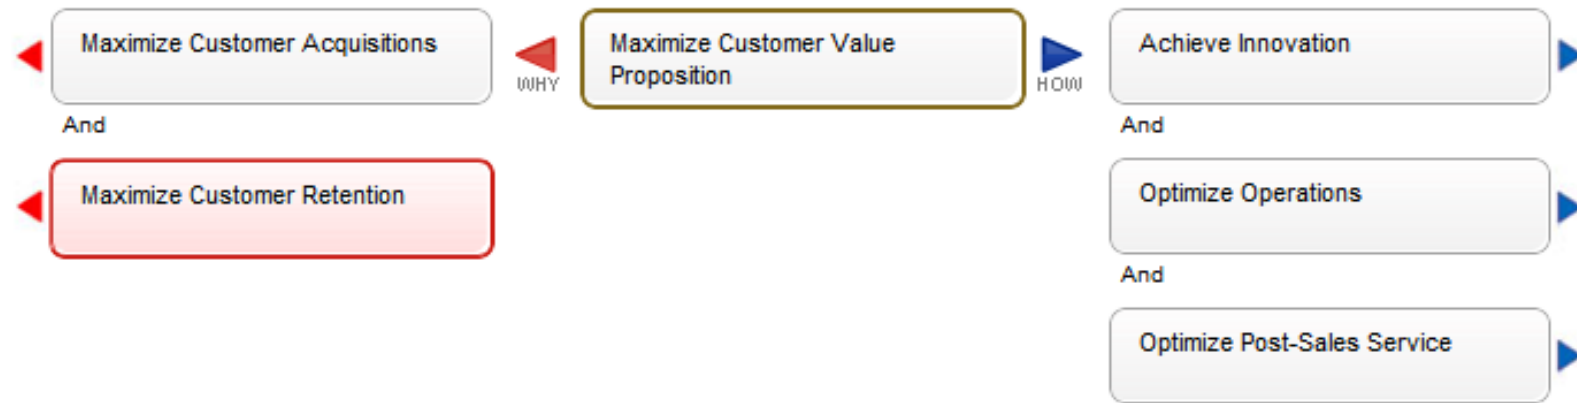 Maximize Customer Acquisitions
WHY
Maximize Customer Value
Proposition
HOW
Achieve Innovation
And
And
Maximize Customer Retention
Optimize Operations
And
Optimize Post-Sales Service